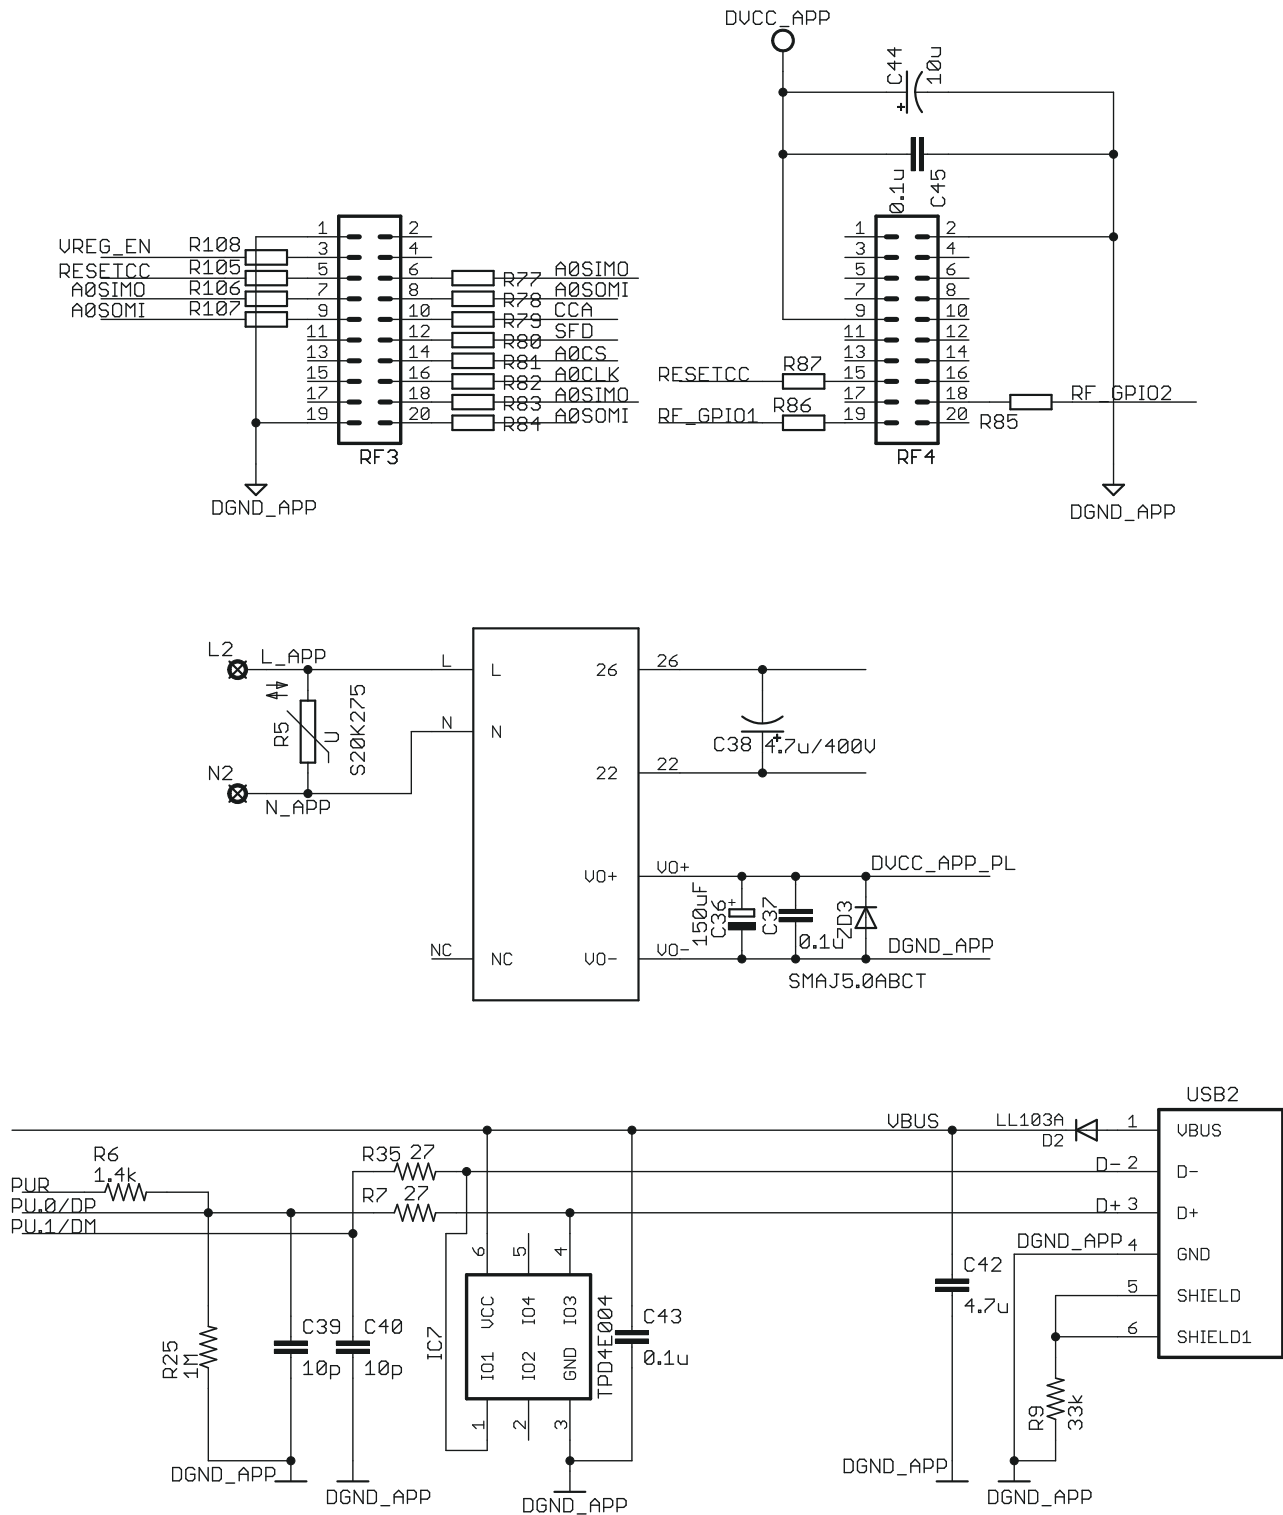 DVCC_APP
C44
10u
0.1u
C45
VREG_EN
RESETCC
A0SIMO
A0SOMI
R108
R105
R106
R107
1
3
5
7
9
11
13
15
17
19
2
4
6
8
10
12
14
16
18
20
RF3
R77 A0SIMO
R78 A0SOMI
R79 CCA
R80 SFD
R81 A0CS
R82 A0CLK
R83 A0SIMO
R84 A0SOMI
DGND_APP
1
3
5
7
9
11
13
15
17
19
2
4
6
8
10
12
14
16
18
20
RF4
RESETCC R87
RF_GPIO1 R86
R85 RF_GPIO2
DGND_APP
L2
L_APP
R5
U
S20K275
N2
N_APP
L
N
NC
L
N
NC
26
22
VO+
VO-
26
22
VO+
VO-
C38 4.7u/400V
DVCC_APP_PL
150uF
C36
C37
0.1u
ZD3
DGND_APP
SMAJ5.0ABCT
USB2
VBUS
LL103A
D2
1
D- 2
D+ 3
DGND_APP 4
5
6
VBUS
D-
D+
GND
SHIELD
SHIELD1
R6
1.4k
PUR
PU.0/DP
PU.1/DM
R35 27
R7 27
R25
1M
C39
10p
C40
10p
IC7
6
5
4
VCC
IO4
IO3
IO1
IO2
GND
1
2
3
TPD4E004
C43
0.1u
C42
4.7u
R9
33k
DGND_APP
DGND_APP
DGND_APP
DGND_APP
DGND_APP